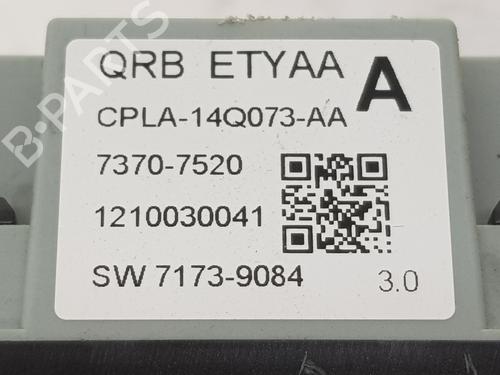 QRB ETYAA
A
CPLA-14Q073-AA
7370-7520
1210030041
SW 7173-9084
3.0
B-PARTS